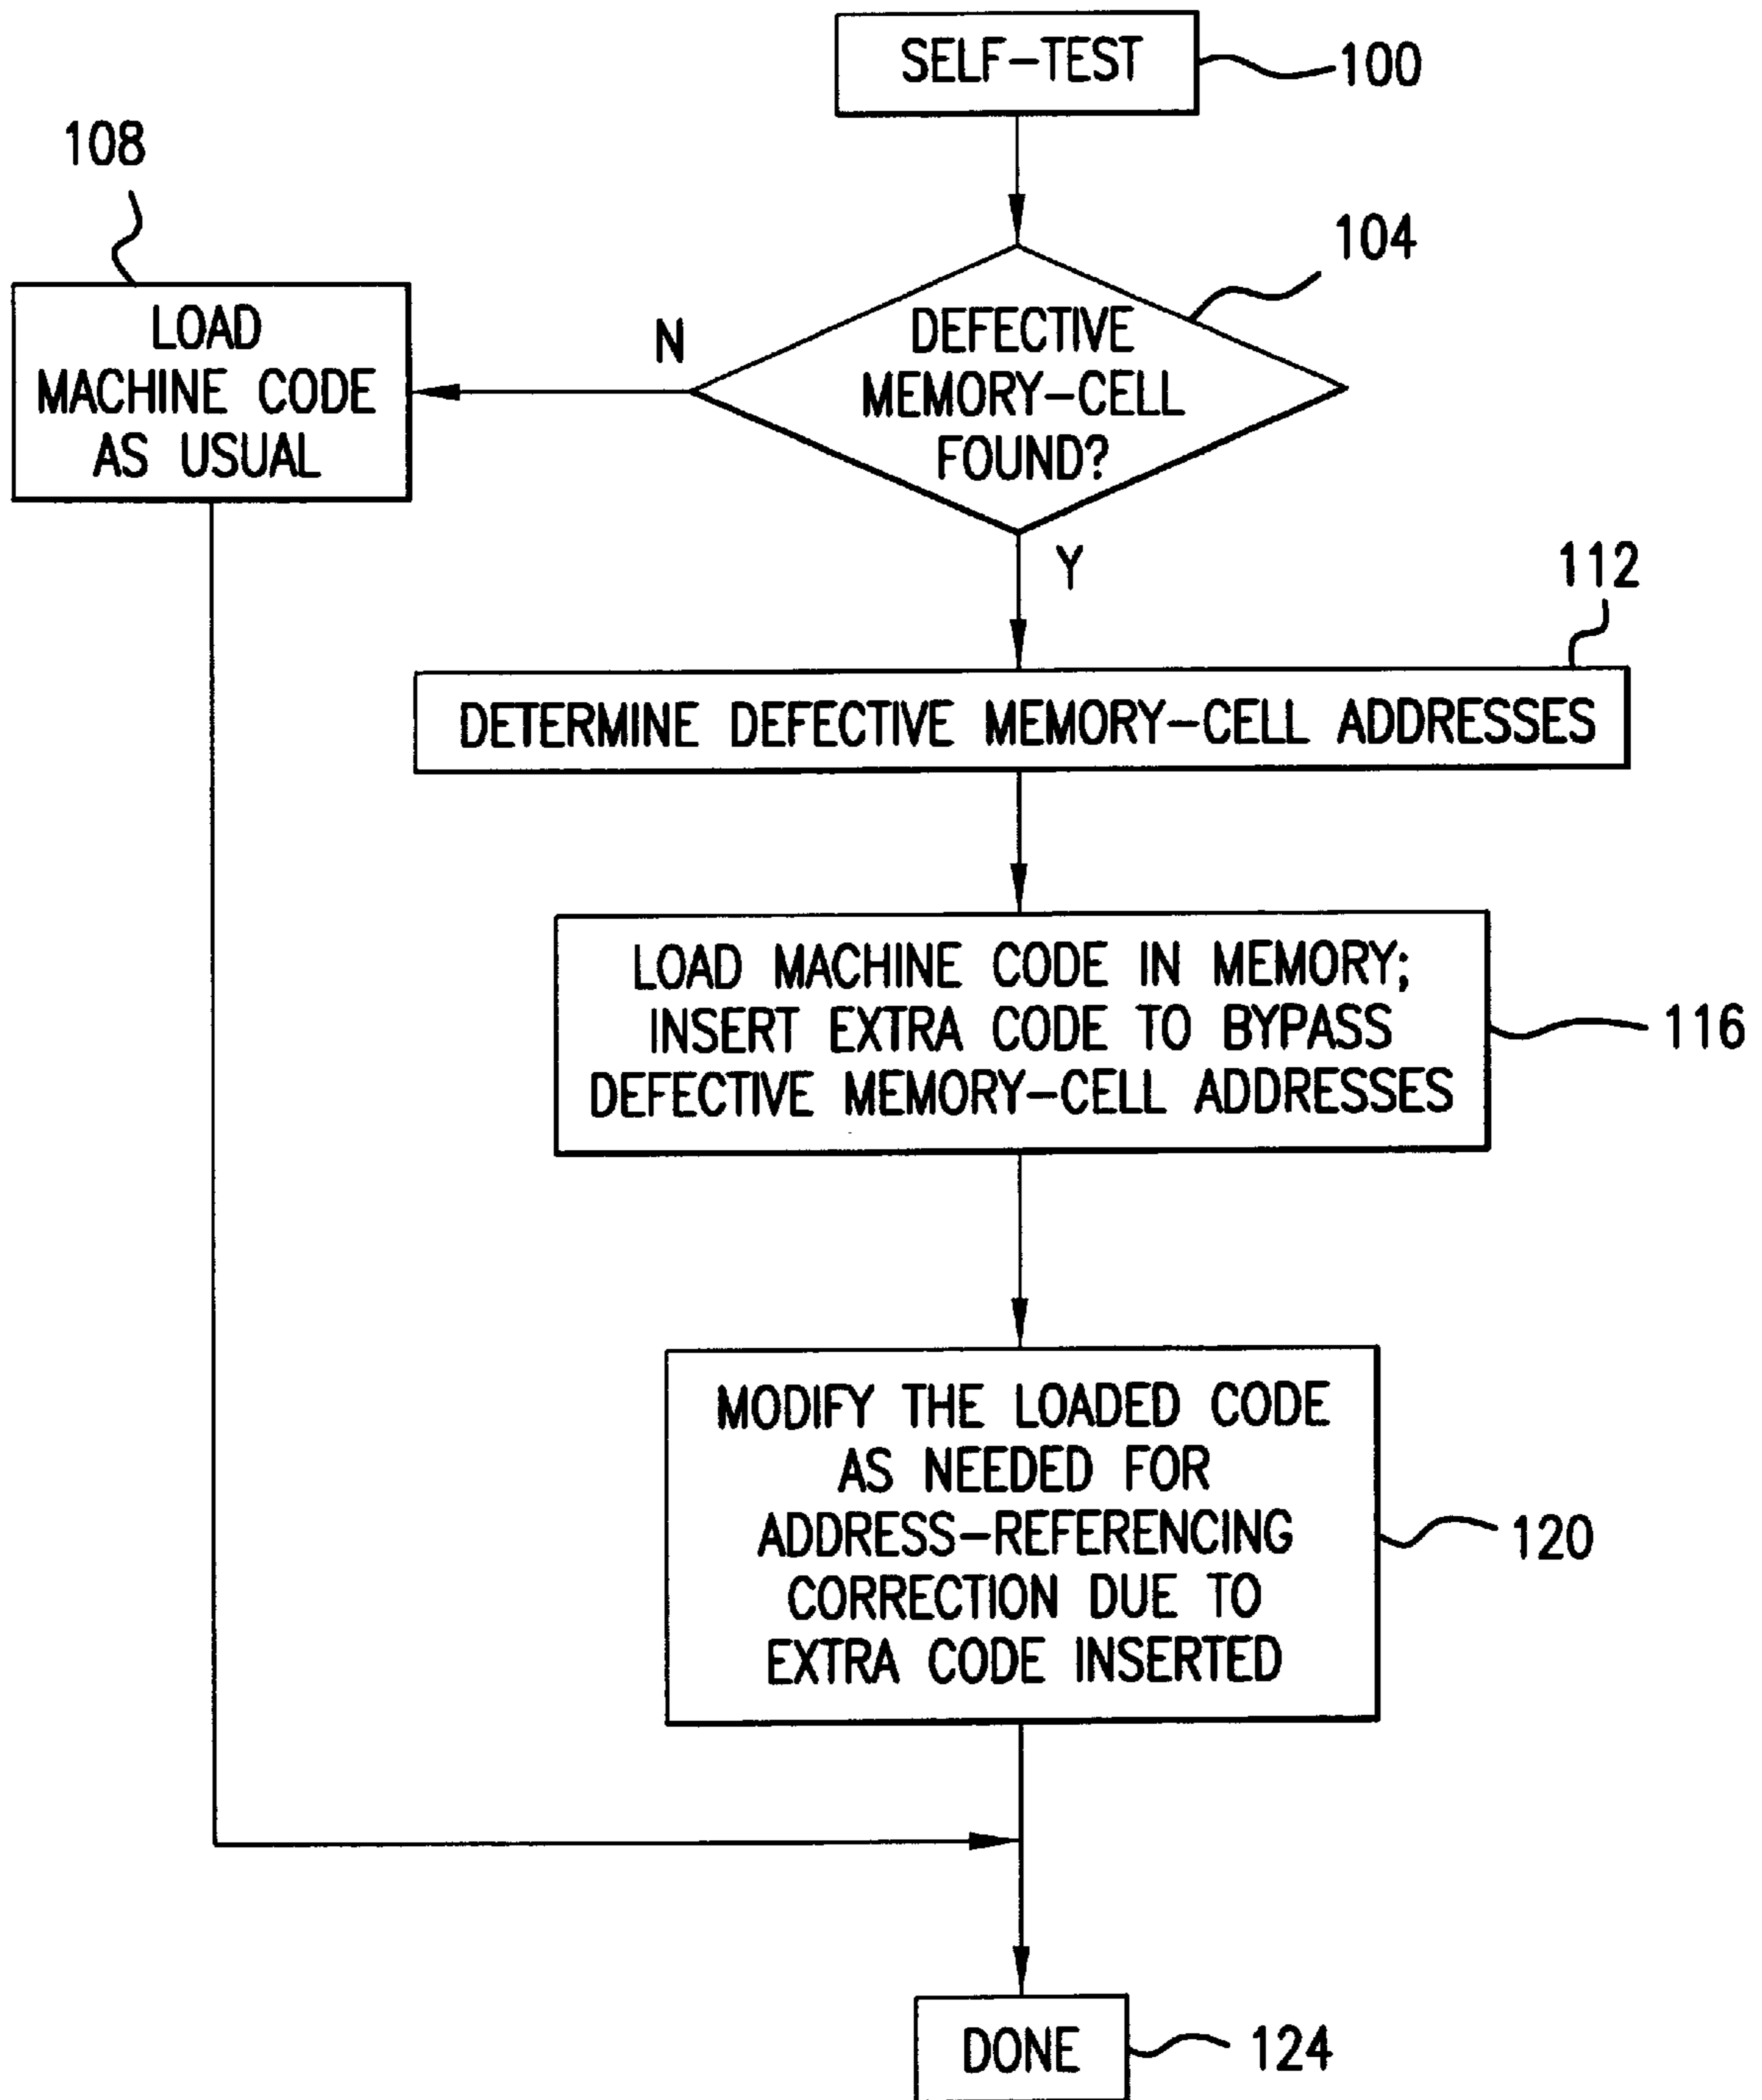 SELF-TEST
100
108
104
DEFECTIVE
MEMORY-CELL
FOUND?
N
LOAD
MACHINE CODE
AS USUAL
Y
112
DETERMINE DEFECTIVE MEMORY-CELL ADDRESSES
LOAD MACHINE CODE IN MEMORY;
INSERT EXTRA CODE TO BYPASS
DEFECTIVE MEMORY-CELL ADDRESSES
116
MODIFY THE LOADED CODE
AS NEEDED FOR
ADDRESS-REFERENCING
CORRECTION DUE TO
EXTRA CODE INSERTED
120
DONE
124